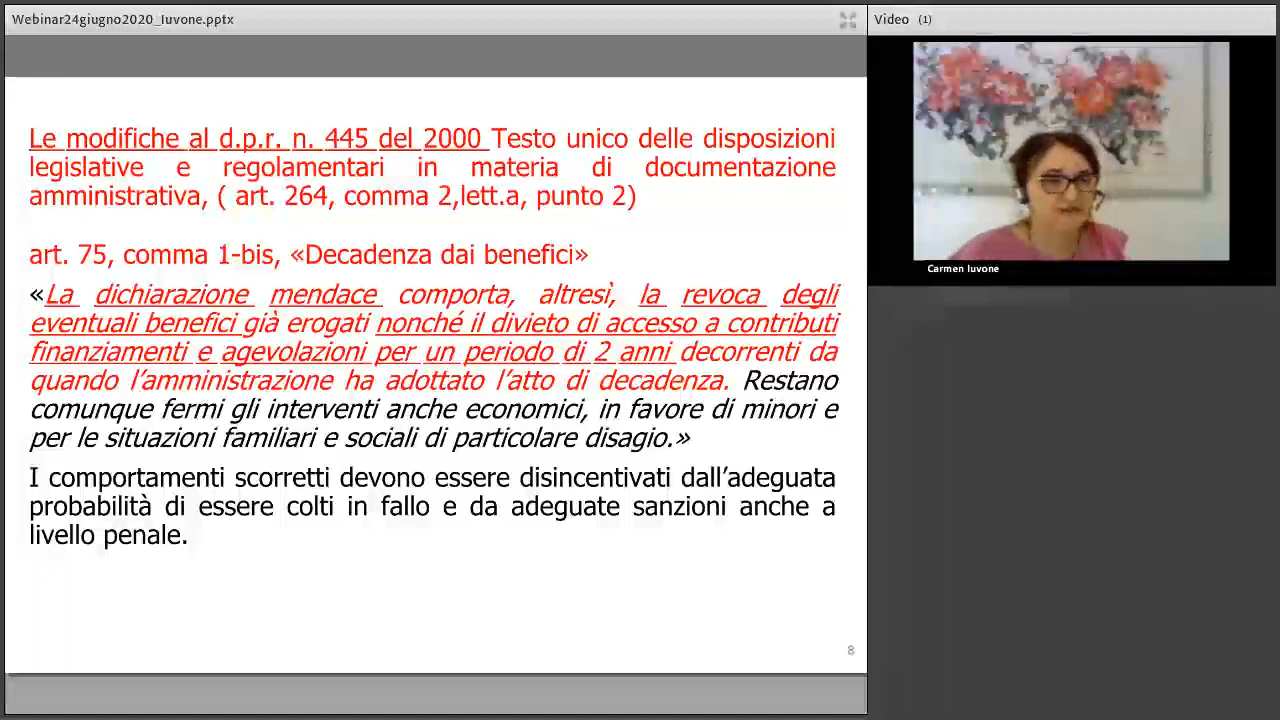 Webinar24giugno2020_Iuvone.pptx
Video (1)
Carmen Iuvone
Le modifiche al d.p.r. n. 445 del 2000 Testo unico delle disposizioni
legislative e regolamentari in materia di documentazione
amministrativa, ( art. 264, comma 2,lett.a, punto 2)
art. 75, comma 1-bis, «Decadenza dai benefici»
«La dichiarazione mendace comporta, altresì, la revoca degli
eventuali benefici già erogati nonché il divieto di accesso a contributi
finanziamenti e agevolazioni per un periodo di 2 anni decorrenti da
quando l’amministrazione ha adottato l’atto di decadenza. Restano
comunque fermi gli interventi anche economici, in favore di minori e
per le situazioni familiari e sociali di particolare disagio.»
I comportamenti scorretti devono essere disincentivati dall’adeguata
probabilità di essere colti in fallo e da adeguate sanzioni anche a
livello penale.
8